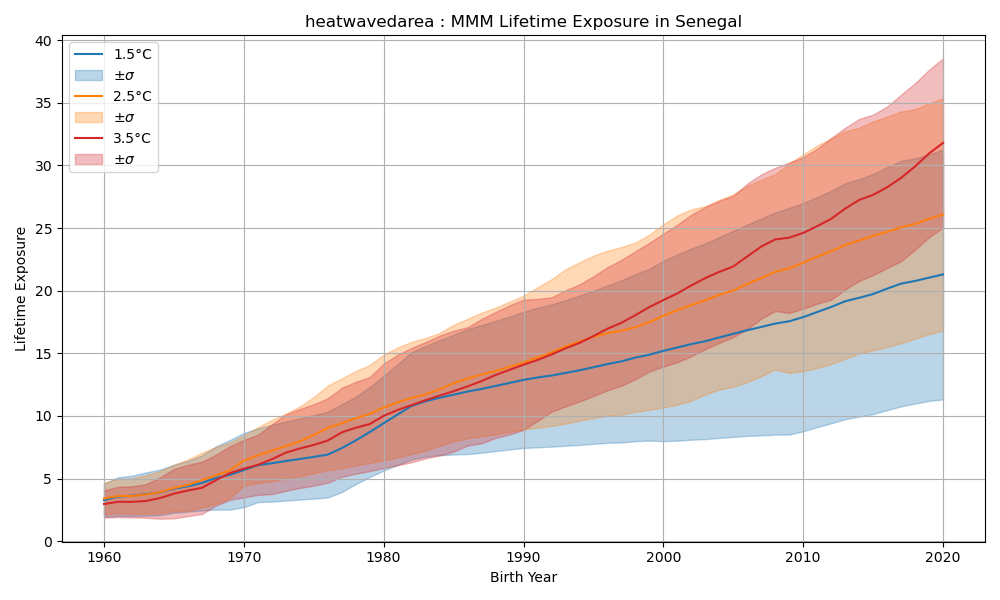 heatwavedarea : MMM Lifetime Exposure in Senegal
40
35
30
25
20
15
10
5
0
Lifetime Exposure
1.5°C
±σ
2.5°C
±σ
3.5°C
±σ
1960 1970 1980 1990 2000 2010 2020
Birth Year